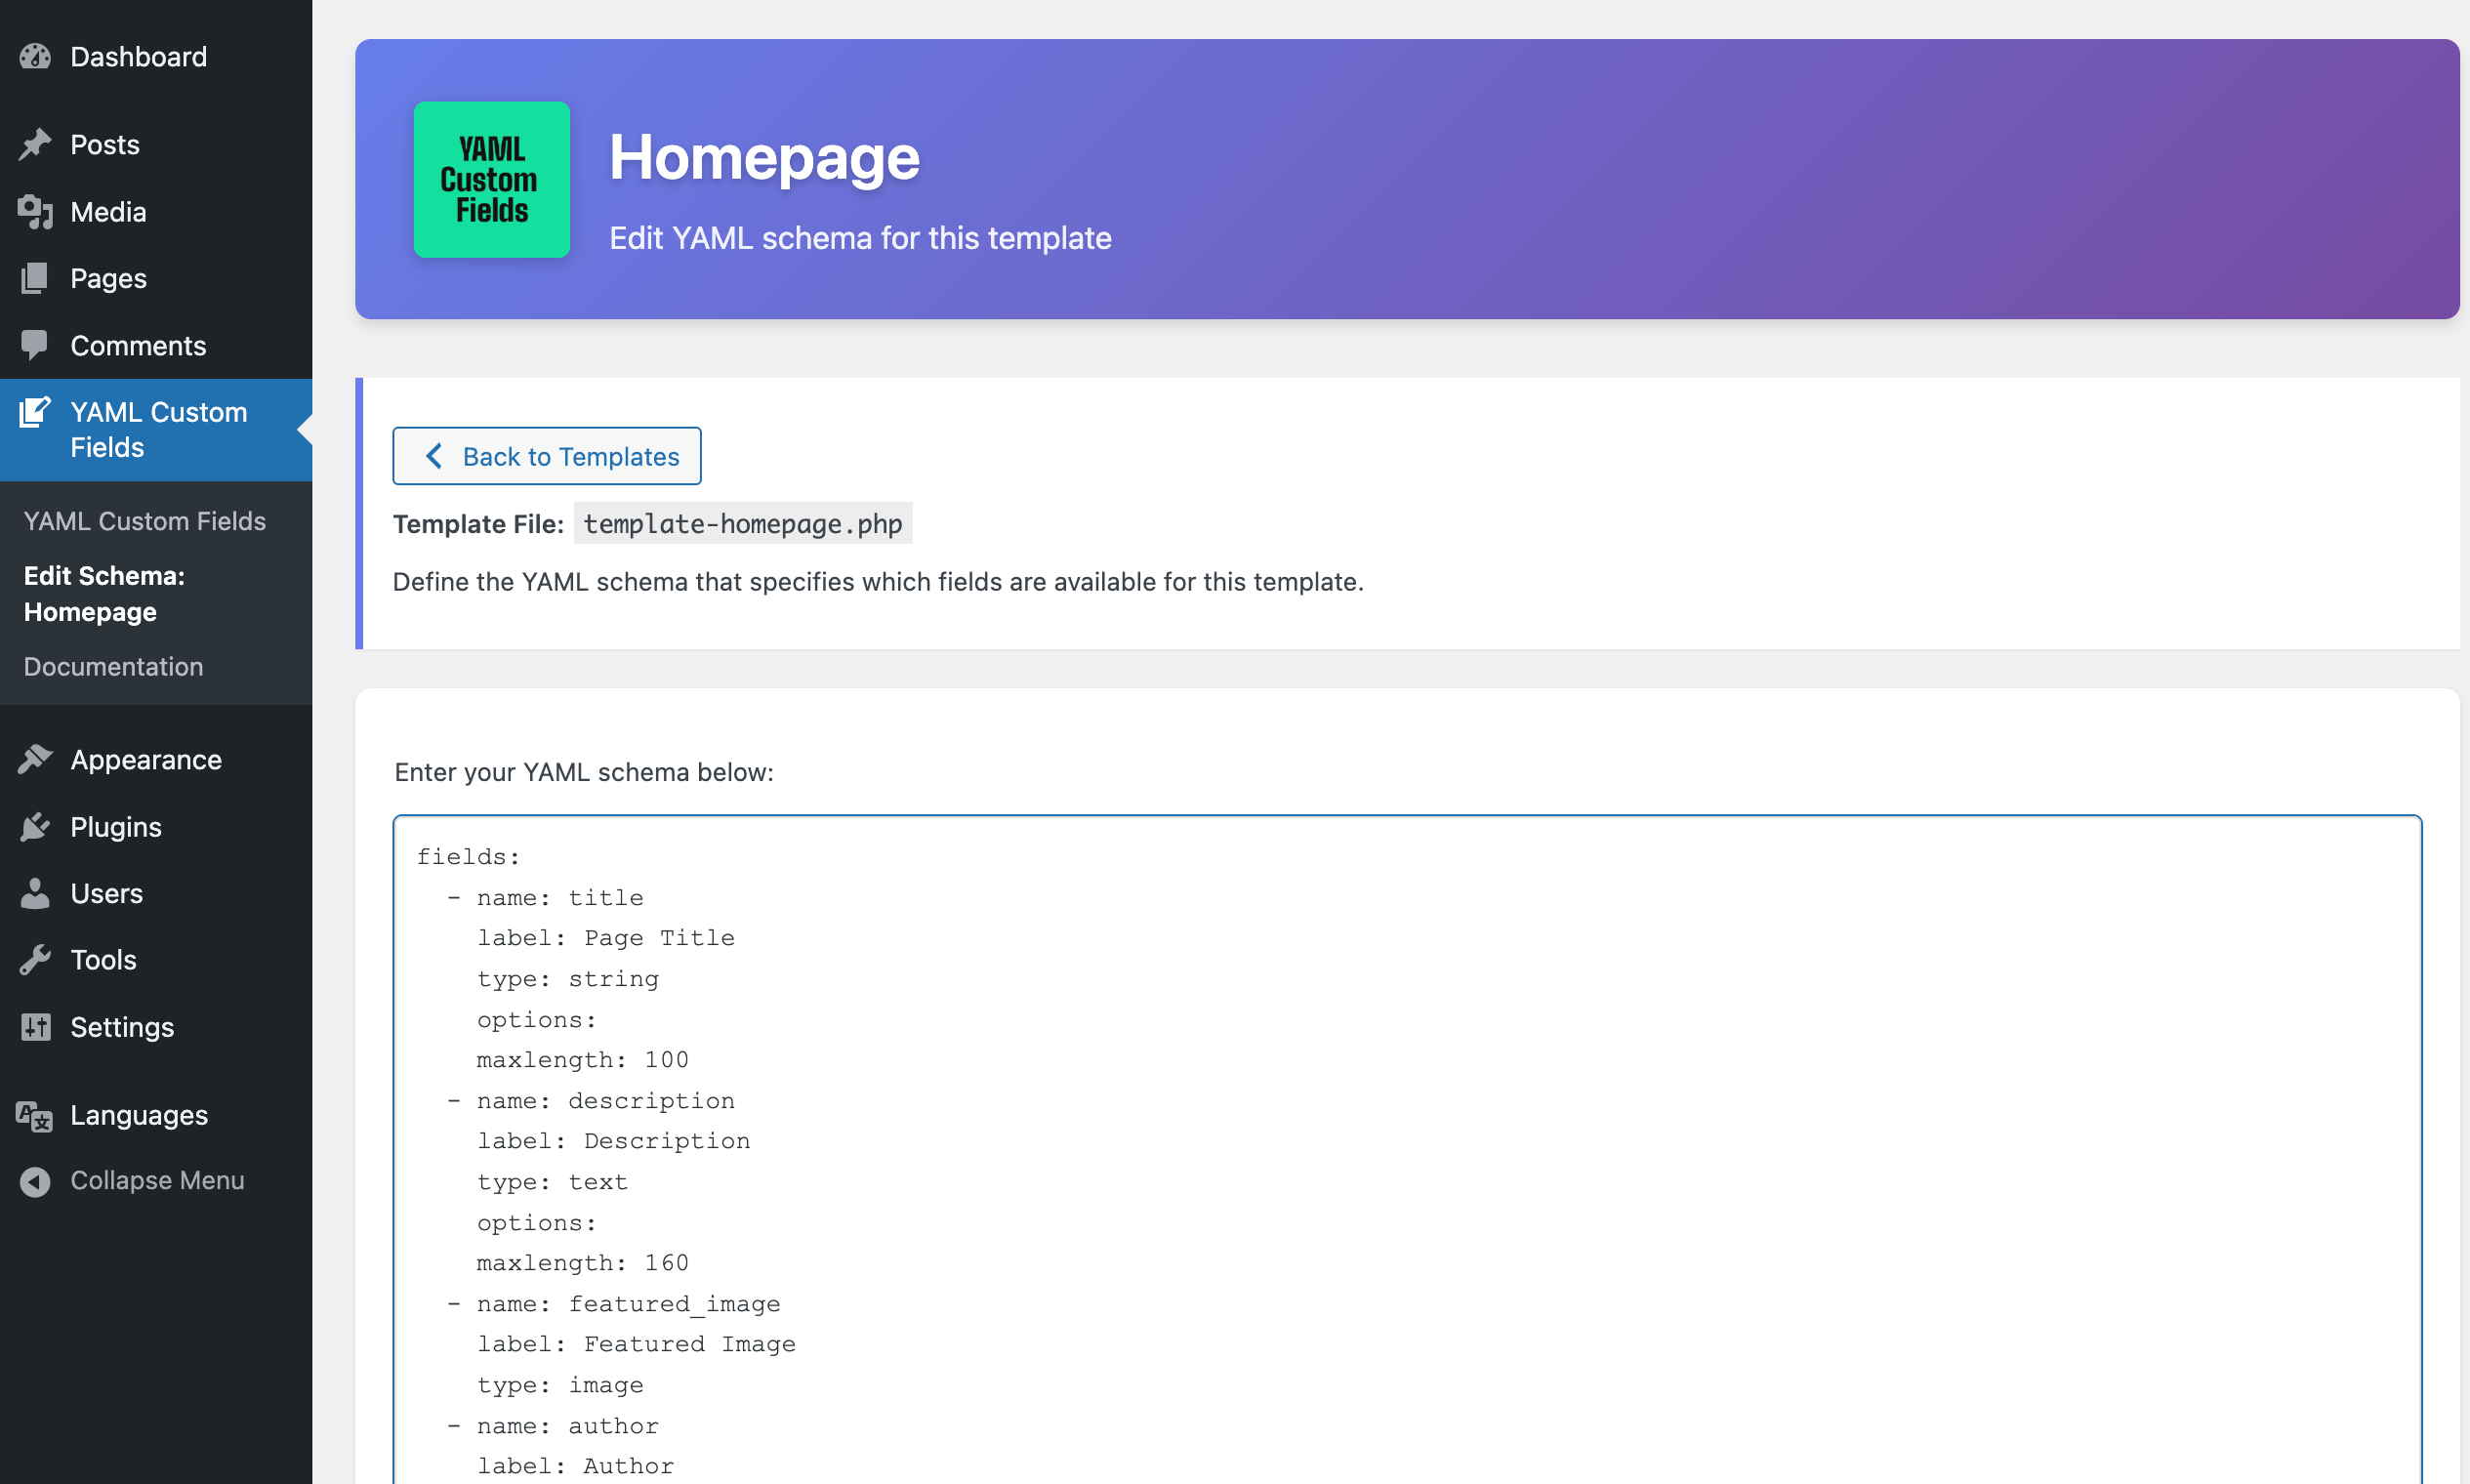 Dashboard
Posts
Media
Pages
Comments
YAML Custom
Fields
YAML Custom Fields
Edit Schema:
Homepage
Documentation
Appearance
Plugins
Users
Tools
Settings
Languages
Collapse Menu
YAML
Custom
Fields
Homepage
Edit YAML schema for this template
Back to Templates
Template File: template-homepage.php
Define the YAML schema that specifies which fields are available for this template.
Enter your YAML schema below:
fields:
  - name: title
    label: Page Title
    type: string
    options:
    maxlength: 100
  - name: description
    label: Description
    type: text
    options:
    maxlength: 160
  - name: featured_image
    label: Featured Image
    type: image
  - name: author
    label: Author